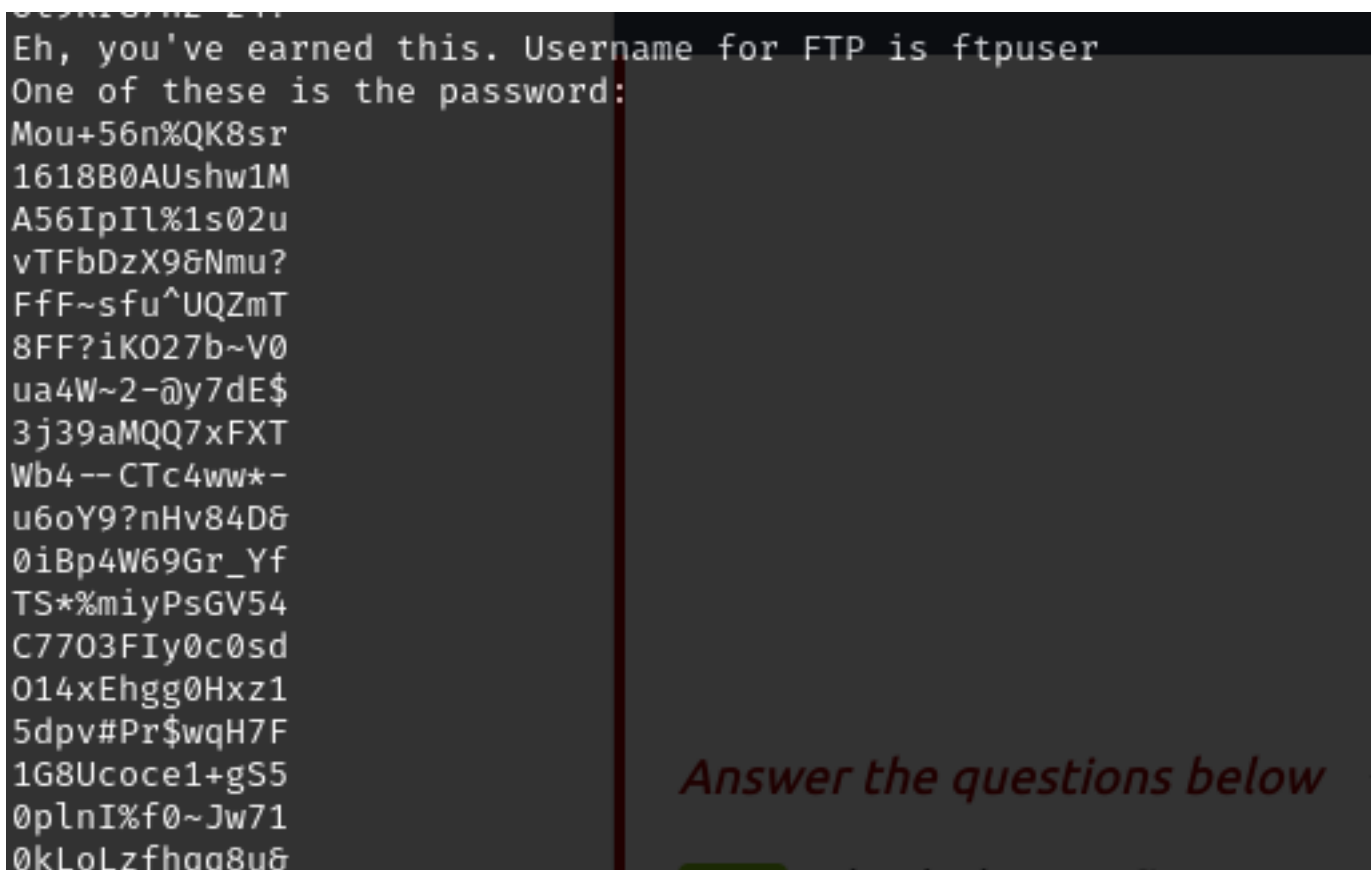 Eh, you've earned this. Username for FTP is ftpuser
One of these is the password:
Mou+56n%QK8sr
1618B0AUshw1M
A56IpIl%1s02u
vTFbDzX9&Nmu?
FfF~sfu^UQZmT
8FF?iKO27b~V0
ua4W~2-@y7dE$
3j39aMQQ7xFXT
Wb4--CTc4ww*-
u6oY9?nHv84D&
0iBp4W69Gr_Yf
TS*%miyPsGV54
C77O3FIy0c0sd
O14xEhgg0Hxz1
5dpv#Pr$wqH7F
1G8Ucoce1+gS5
0plnI%f0~Jw71
0kLoLzfhqq8u&
Answer the questions below